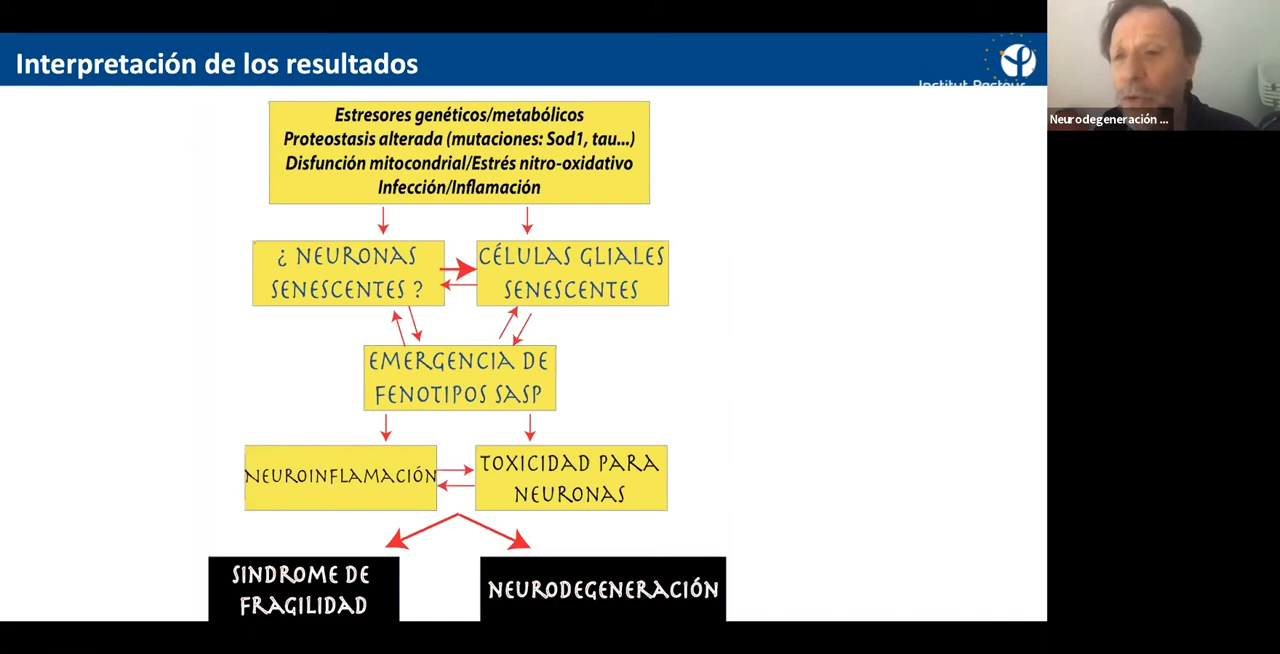 Interpretación de los resultados
Institut Pasteur
Neurodegeneración ...
Estresores genéticos/metabólicos
Proteostasis alterada (mutaciones: Sod1, tau...)
Disfunción mitocondrial/Estrés nitro-oxidativo
Infección/Inflamación
¿ NEURONAS
SENESCENTES ?
CÉLULAS GLIALES
SENESCENTES
EMERGENCIA DE
FENOTIPOS SASP
NEUROINFLAMACIÓN
TOXICIDAD PARA
NEURONAS
SINDROME DE
FRAGILIDAD
NEURODEGENERACIÓN